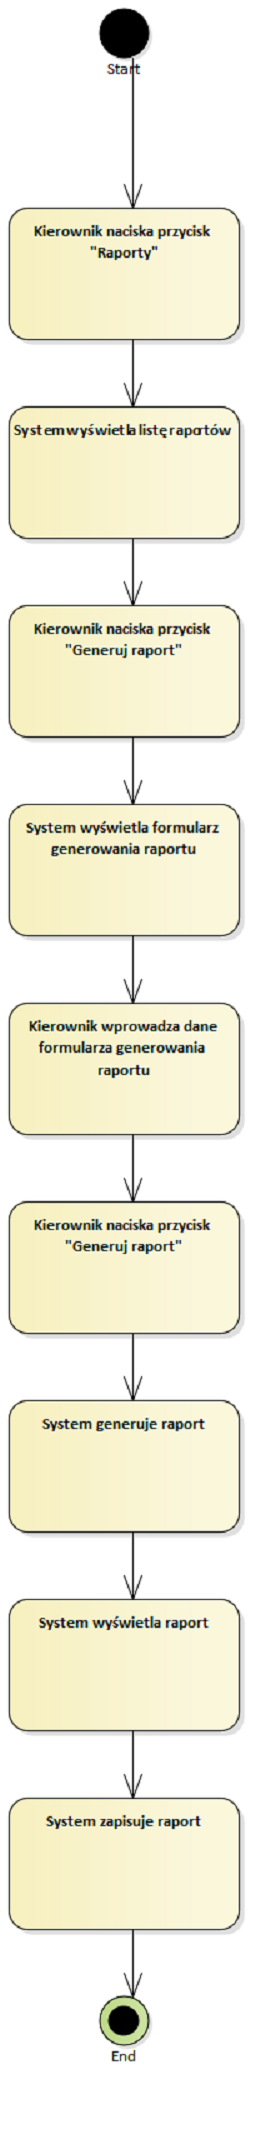 Start
Kierownik naciska przycisk
"Raporty"
System wyświetla listę raportów
Kierownik naciska przycisk
"Generuj raport"
System wyświetla formularz
generowania raportu
Kierownik wprowadza dane
formularza generowania
raportu
Kierownik naciska przycisk
"Generuj raport"
System generuje raport
System wyświetla raport
System zapisuje raport
End